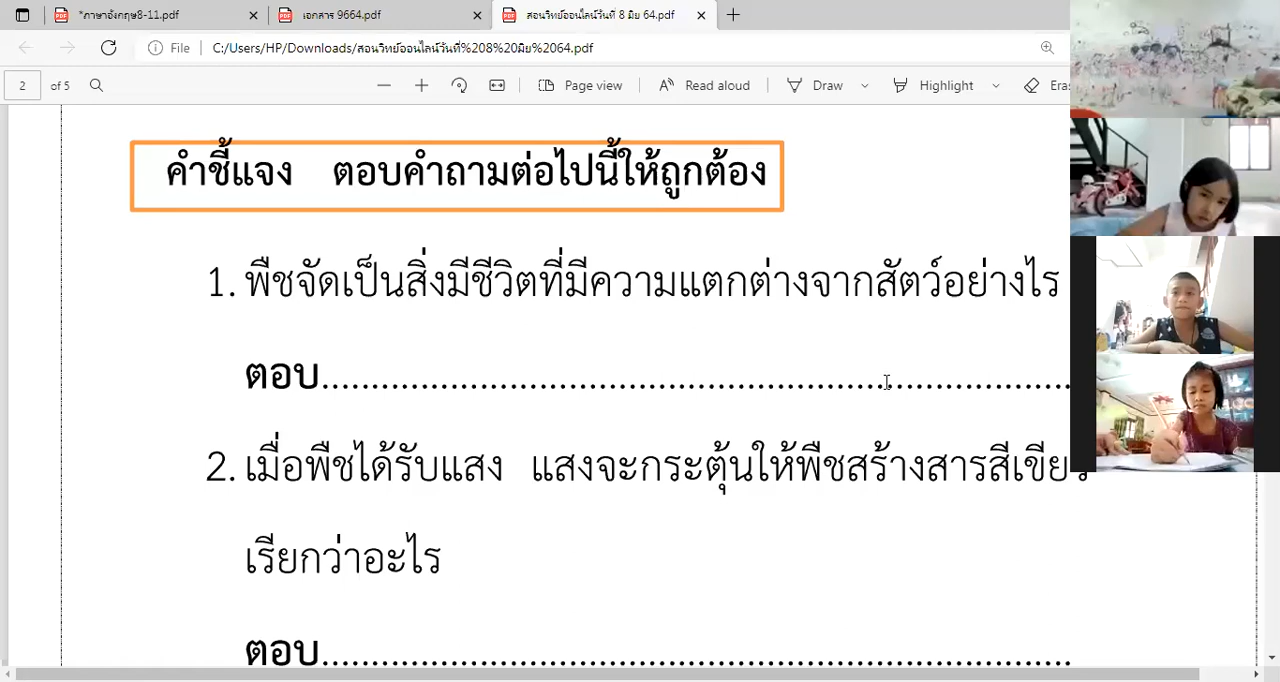 *ภาษาอังกฤษ8-11.pdf
เอกสาร 9664.pdf
สอนวิทย์ออนไลน์วันที่ 8 มิย 64.pdf
File C:/Users/HP/Downloads/สอนวิทย์ออนไลน์วันที่%208%20มิย%2064.pdf
2 of 5 Page view Read aloud Draw Highlight Eras
คำชี้แจง ตอบคำถามต่อไปนี้ให้ถูกต้อง
1. พืชจัดเป็นสิ่งมีชีวิตที่มีความแตกต่างจากสัตว์อย่างไร
ตอบ..........................................................................
2. เมื่อพืชได้รับแสง แสงจะกระตุ้นให้พืชสร้างสารสีเขียว
เรียกว่าอะไร
ตอบ..........................................................................